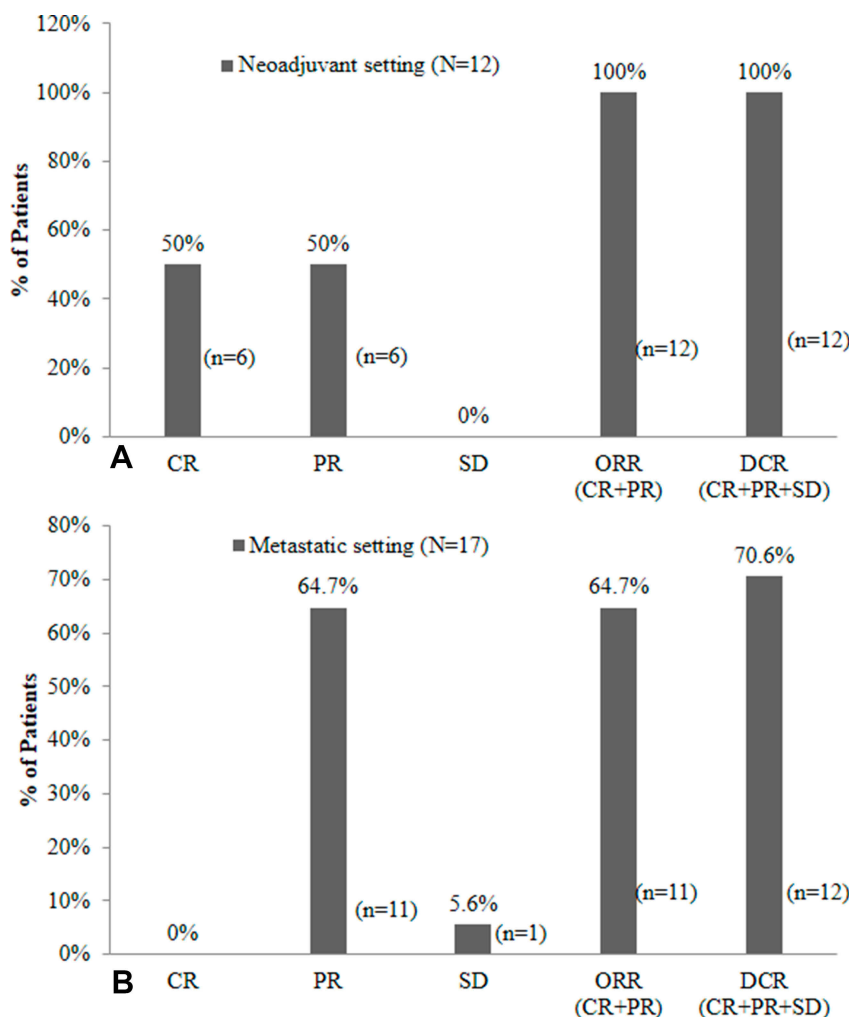 120%
Neoadjuvant setting (N=12)
100%
100%
100%
80%
60%
50%
50%
40%
(n=6)
(n=6)
(n=12)
(n=12)
20%
0%
0%
% of Patients
A
CR
PR
SD
ORR
(CR+PR)
DCR
(CR+PR+SD)
80%
Metastatic setting (N=17)
70.6%
70%
64.7%
64.7%
60%
50%
40%
30%
20%
10%
(n=11)
5.6%
(n=1)
(n=11)
(n=12)
0%
0%
% of Patients
B
CR
PR
SD
ORR
(CR+PR)
DCR
(CR+PR+SD)